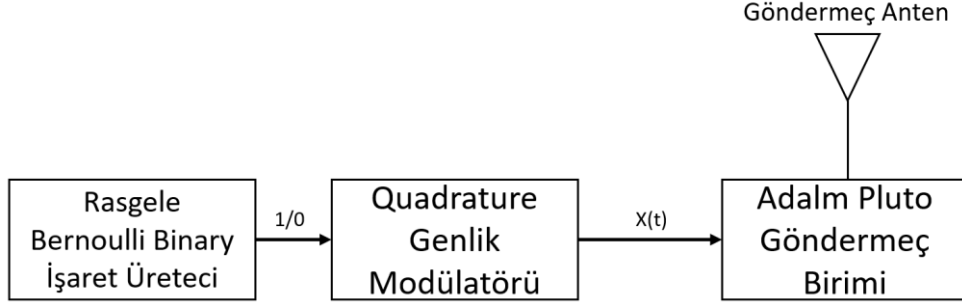 Göndermeç Anten
Rasgele
Bernoulli Binary
İşaret Üreteci
1/0
Quadrature
Genlik
Modülatörü
X(t)
Adalm Pluto
Göndermeç
Birimi